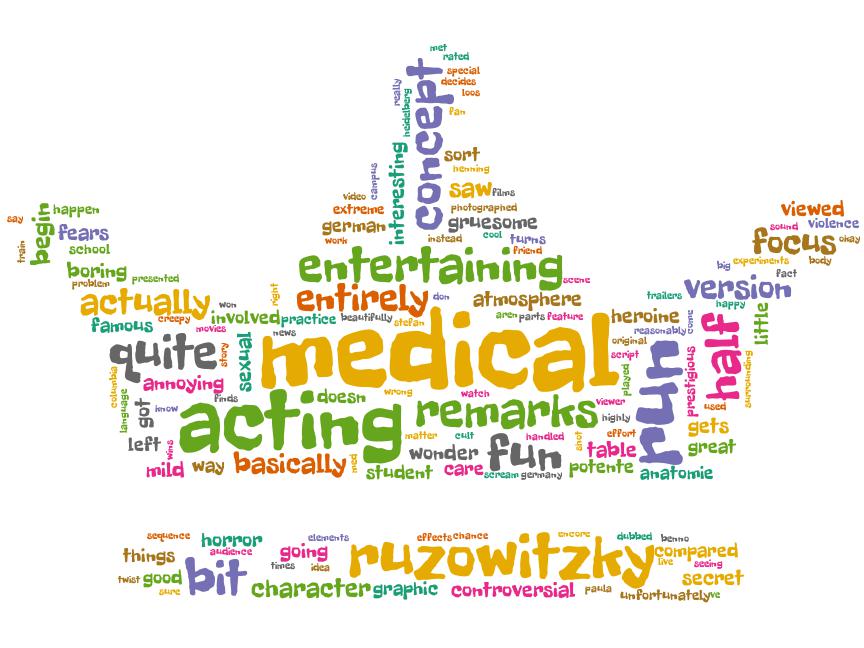 met
rated
concept
special
decides
loos
really
heidelberg
fan
interesting
sort
henning
campus
saw
films
video
extreme
photographed
german
gruesome
work
instead
cool
turns
friend
say
begin
happen
fears
train
school
viewed
sound
violence
focus
okay
boring
problem
presented
entertaining
scene
big
experiments
body
fact
actually
won
right
entirely
don
atmosphere
trailers
version
happy
famous
creepy
involved
practice
beautifully
stefan
aren
parts
feature
heroine
little
movies
news
medical
reasonably
come
half
quite
story
sexual
original
script
run
prestigious
surrounding
annoying
columbia
language
finds
doesn
wrong
watch
viewer
played
used
got
know
acting
remarks
highly
gets
left
wins
matter
cult
handled
shot
effort
great
wonder
fun
table
mild
way
basically
med
student
care
scream
germany
potente
anatomie
sequence
horror
elements
effects
chance
encore
dubbed
benno
things
audience
going
ruzowitzky
compared
live
seeing
times
idea
twist
good
bit
secret
sure
character
graphic
controversial
paula
unfortunately
ve